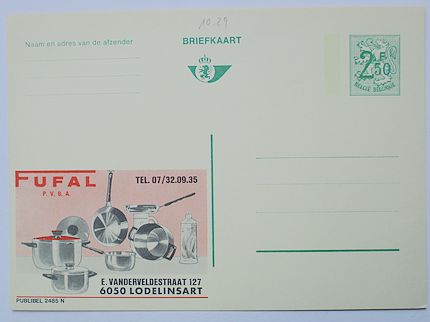 10.29
Naam en adres van de afzender
BRIEFKAART
2F50
BELGIE-BELGIQUE
FUFAL
P.V.B.A.
TEL. 07/32.09.35
E. VANDERVELDESTRAAT 127
6050 LODELINSART
PUBLIBEL 2485 N